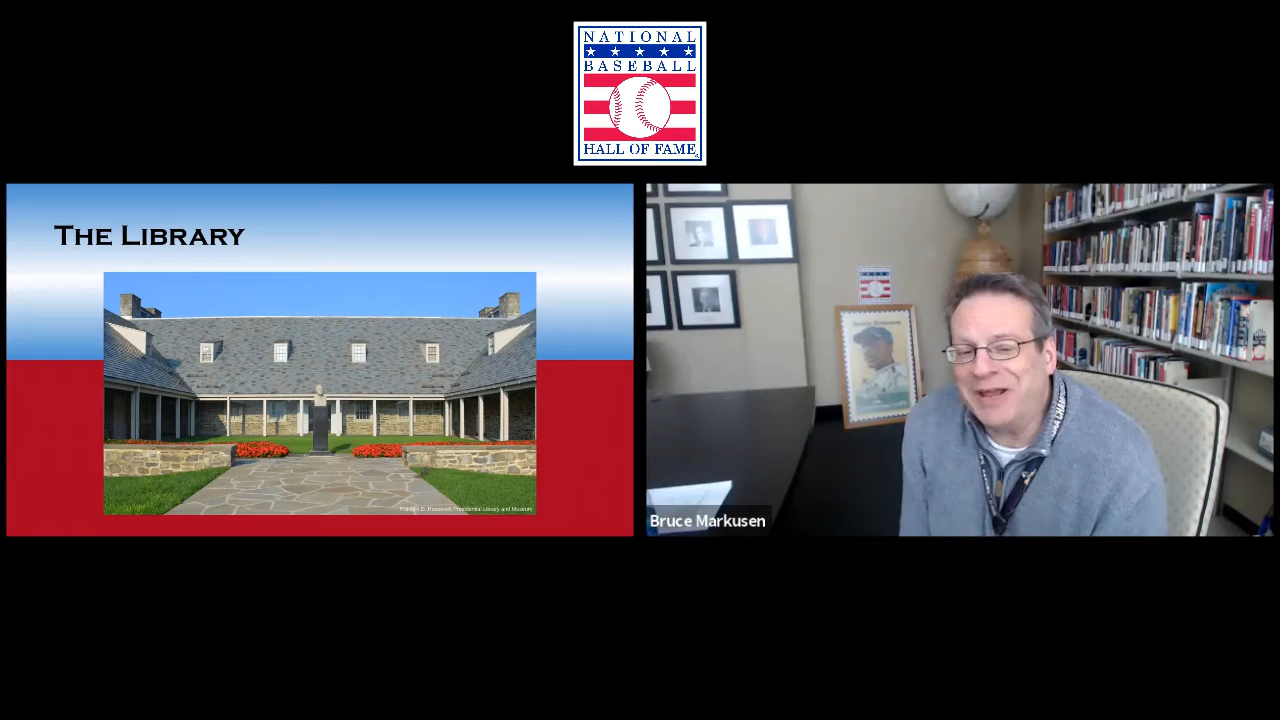 NATIONAL
BASEBALL
HALL OF FAME
THE LIBRARY
Franklin D. Roosevelt Presidential Library and Museum
Bruce Markusen